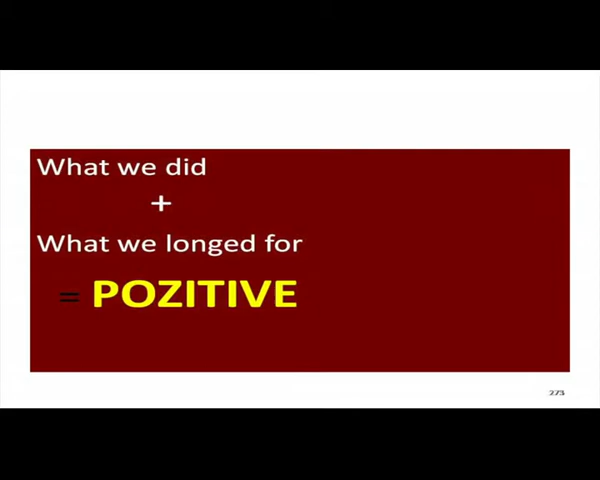 What we did
+
What we longed for
= POZITIVE
273